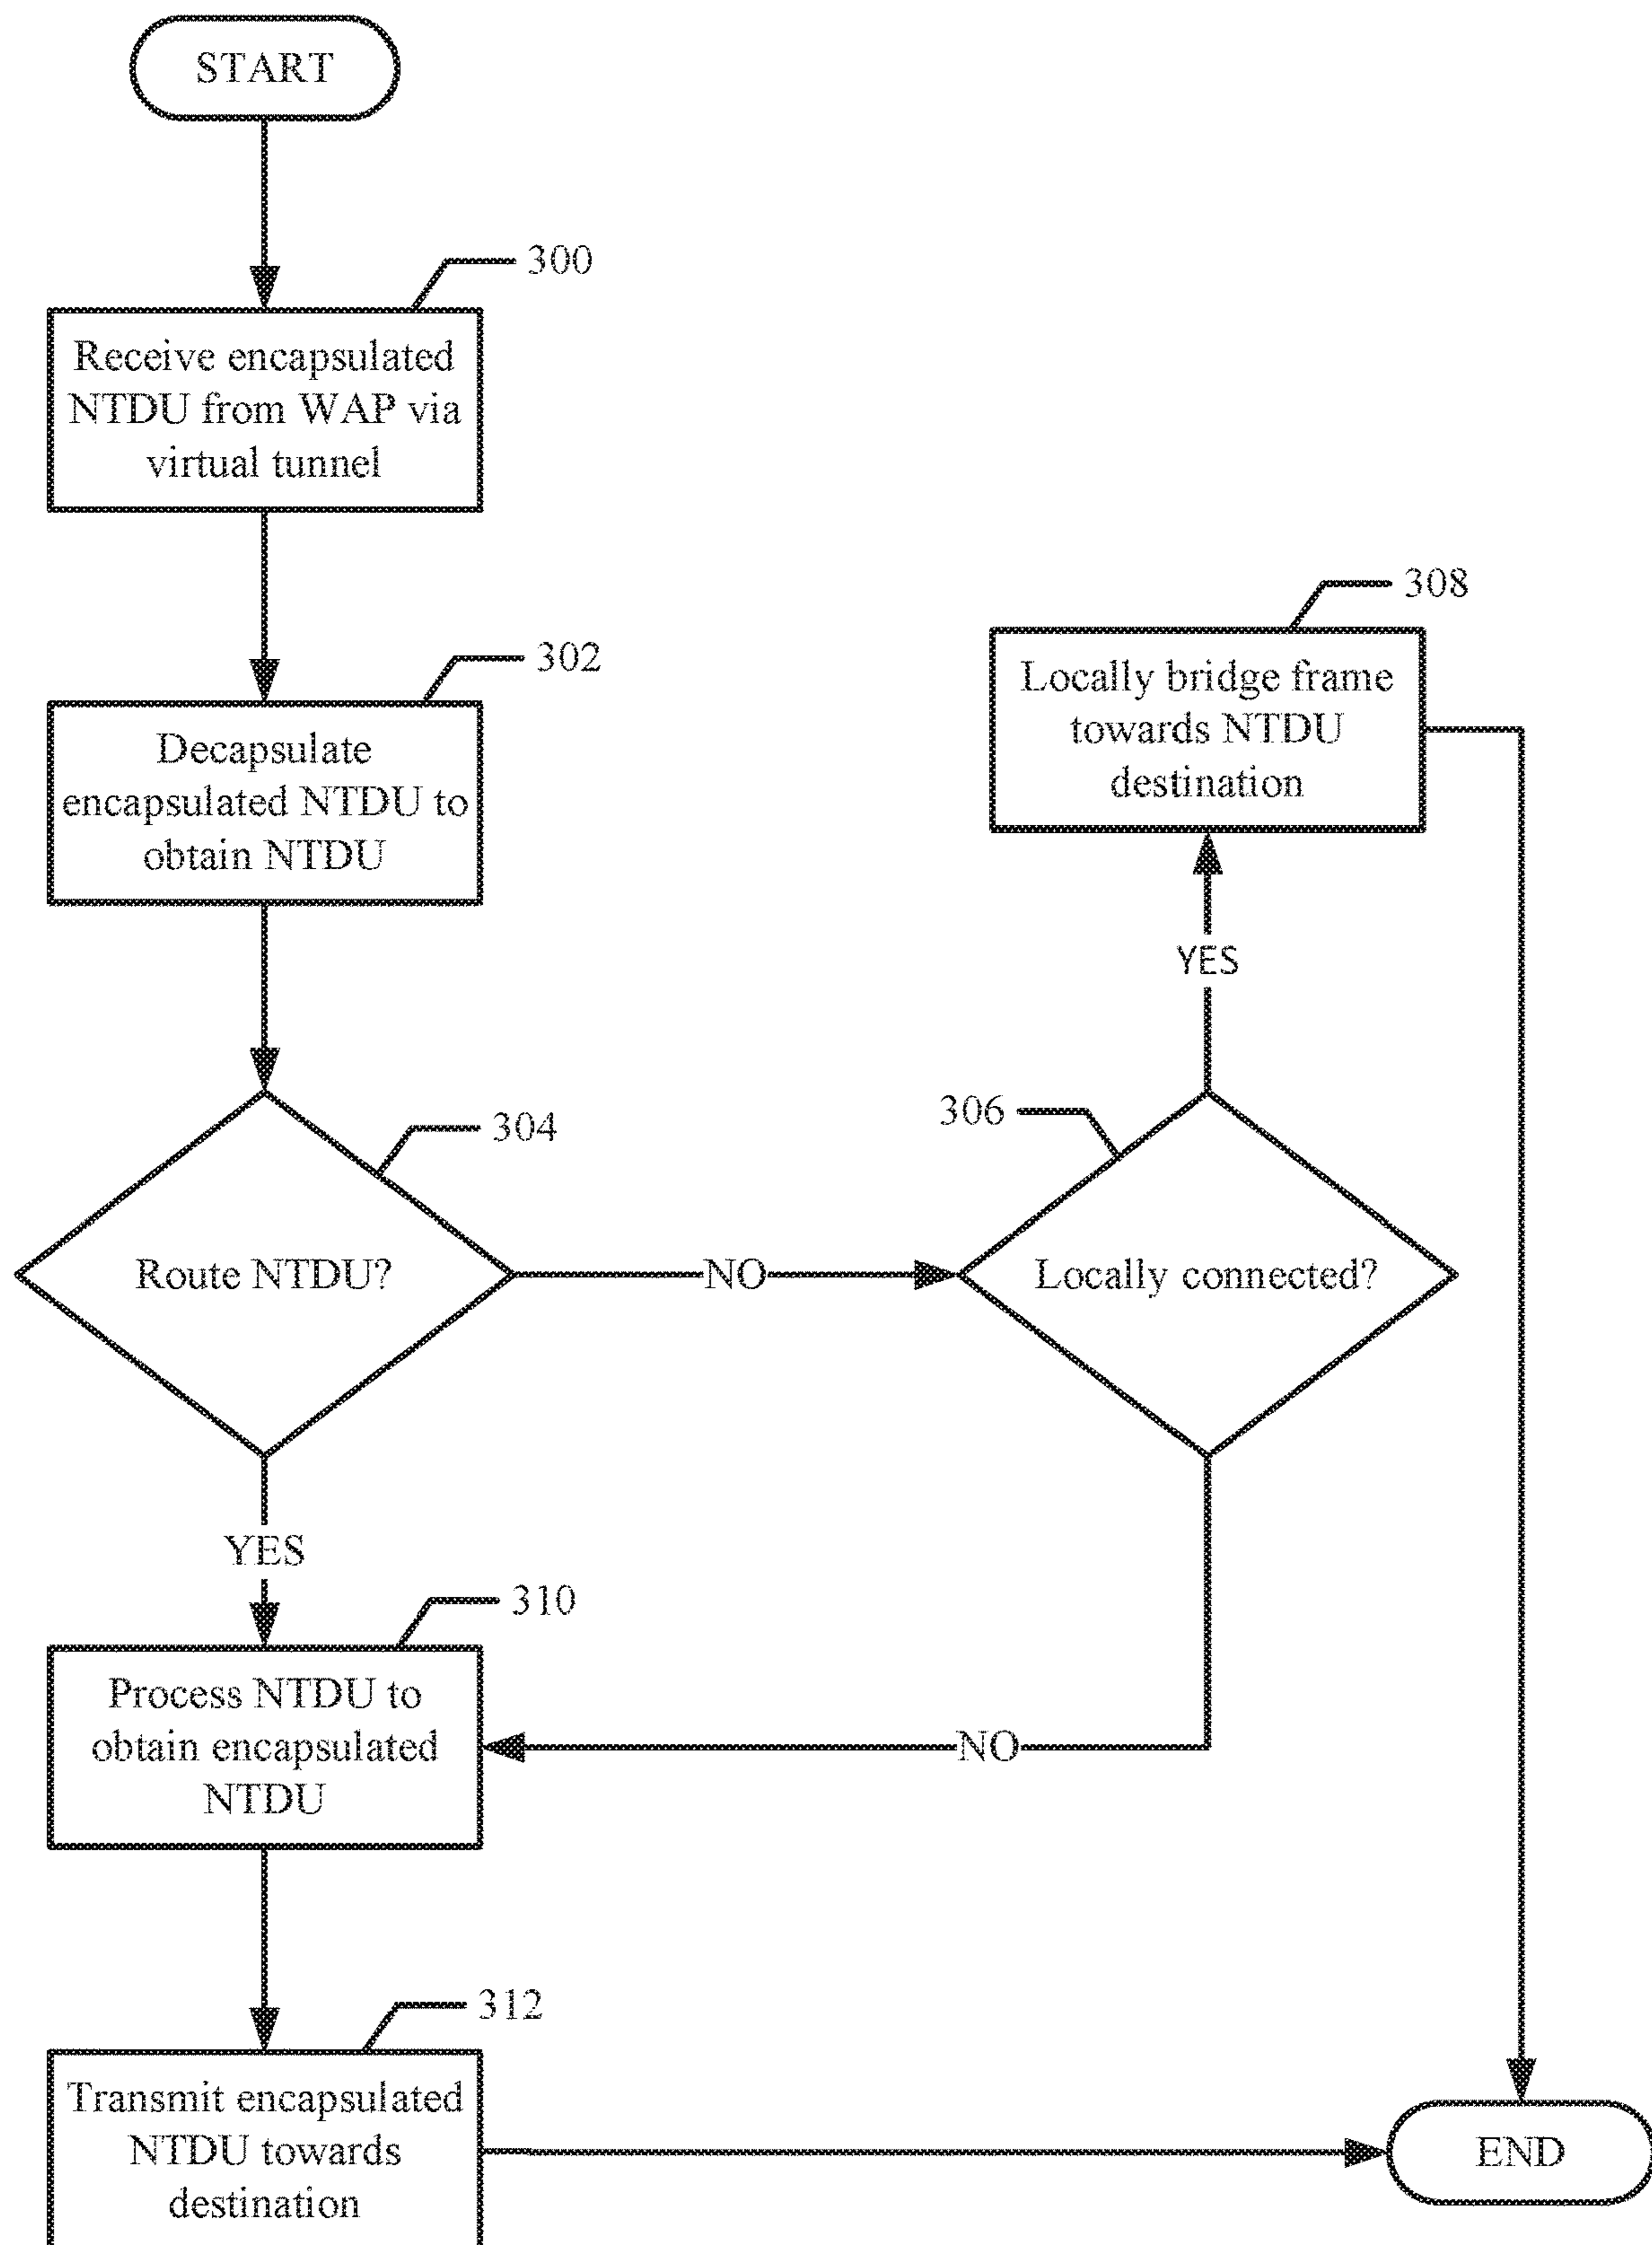 START
300
Receive encapsulated
NTDU from WAP via
virtual tunnel
302
Decapsulate
encapsulated NTDU to
obtain NTDU
304
Route NTDU?
NO
306
Locally connected?
YES
308
Locally bridge frame
towards NTDU
destination
YES
310
Process NTDU to
obtain encapsulated
NTDU
NO
312
Transmit encapsulated
NTDU towards
destination
END